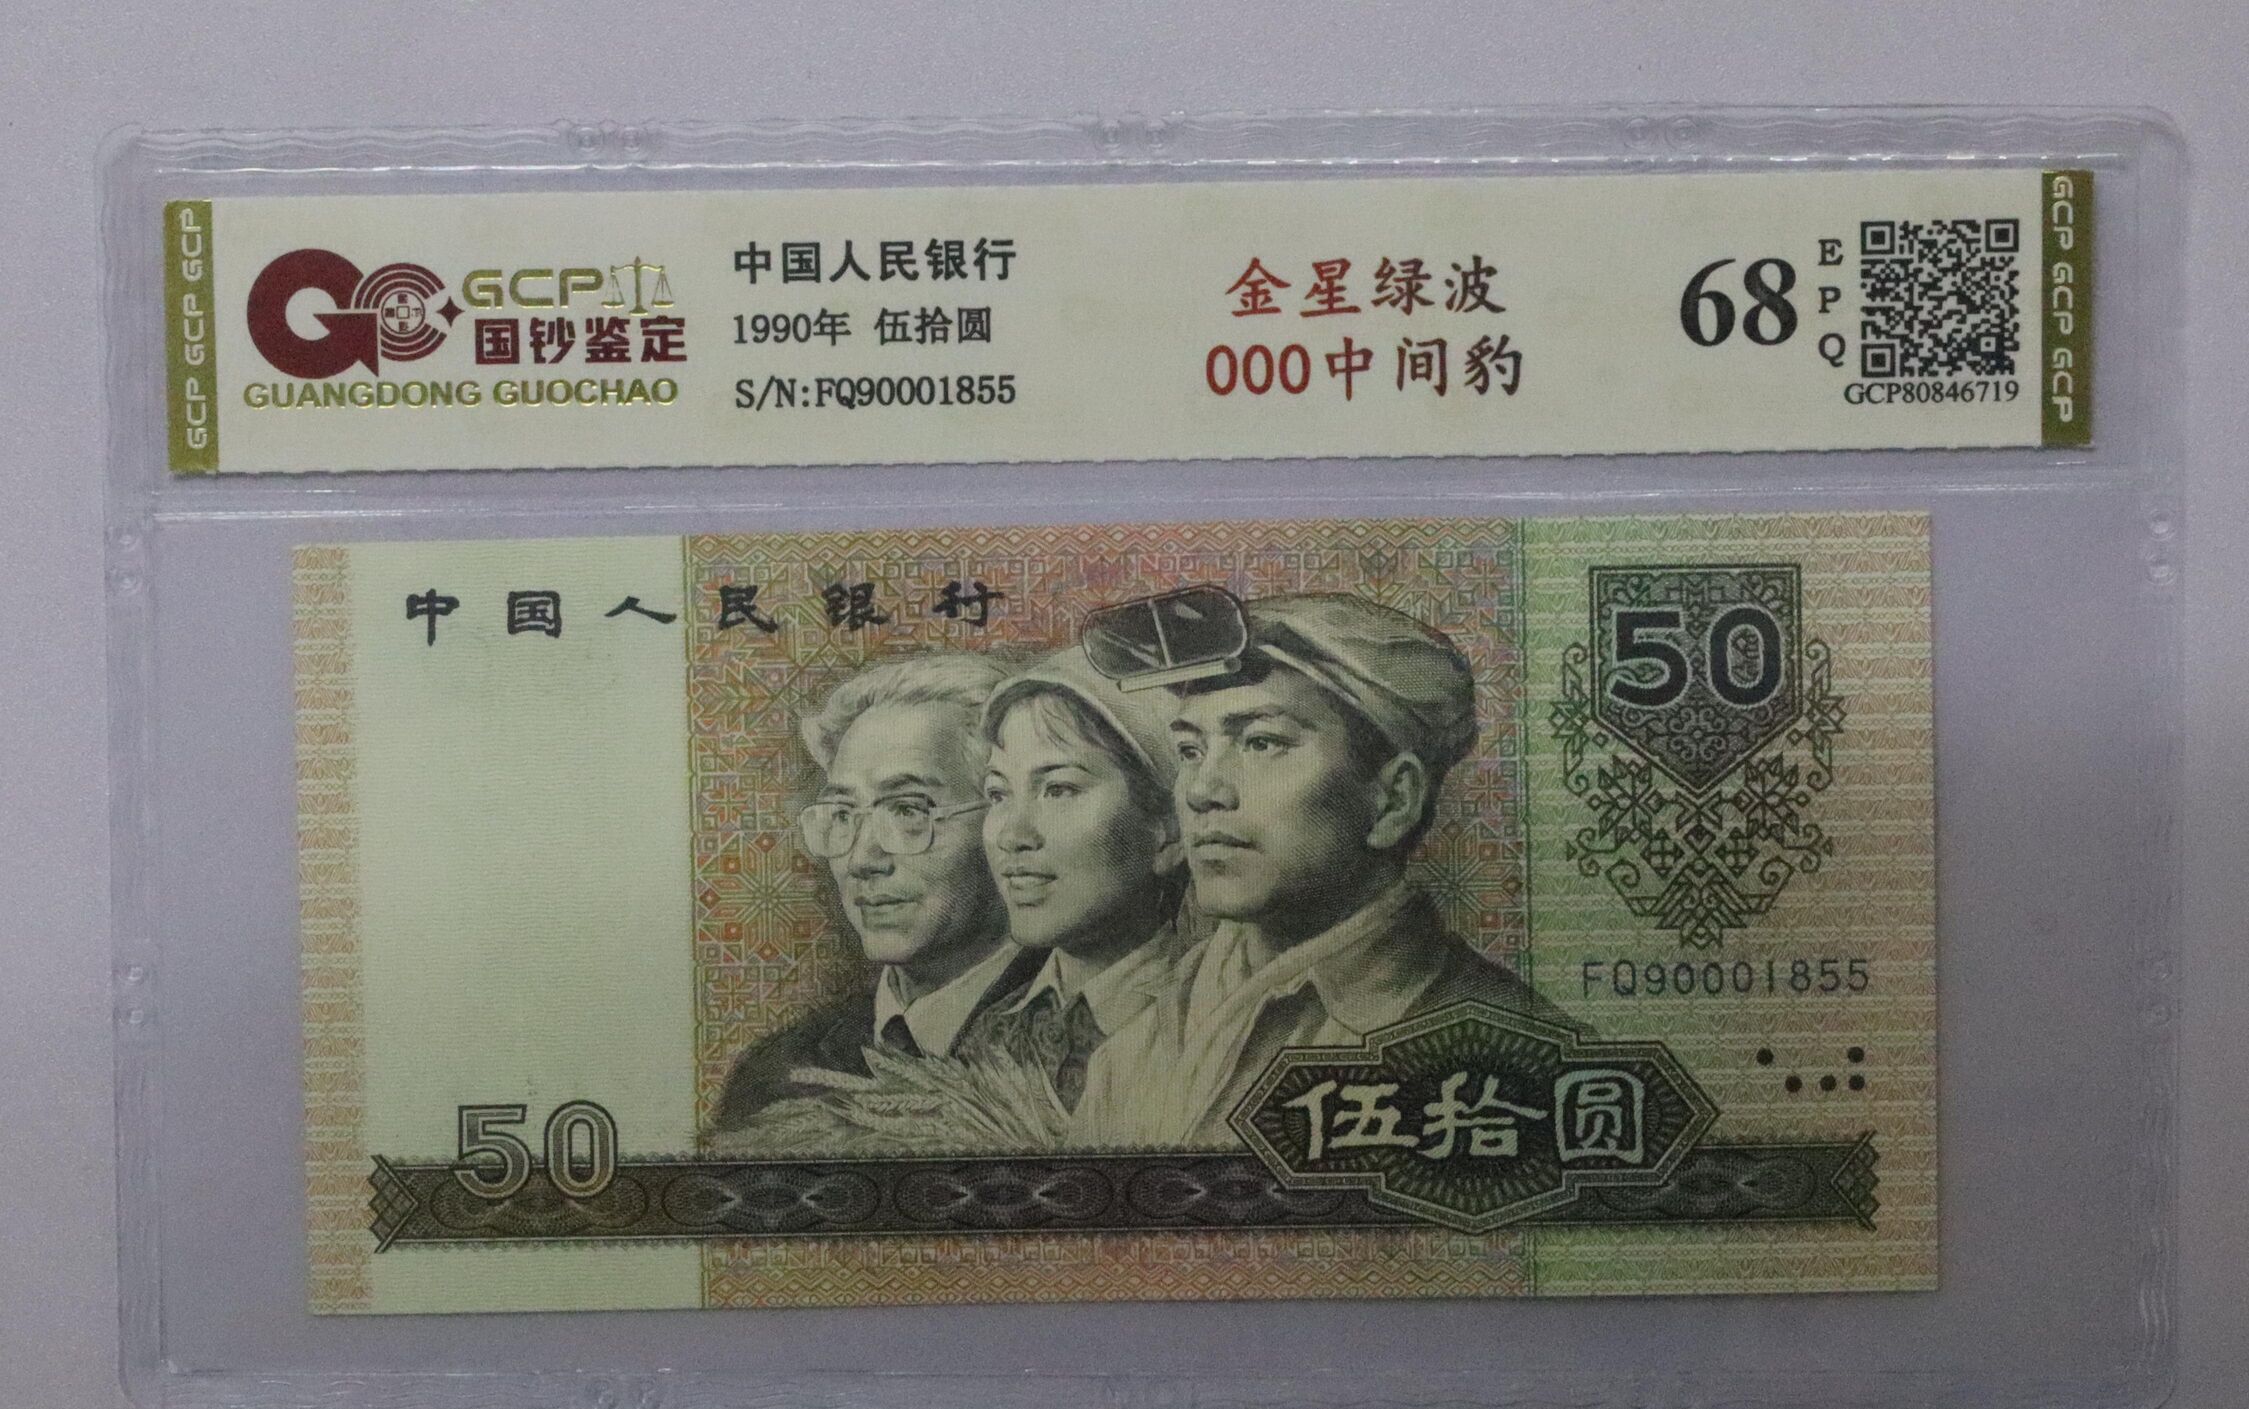 GCP GCP GCP
GCP
国钞鉴定
GUANGDONG GUOCHAO
中国人民银行
1990年 伍拾圆
S/N:FQ90001855
金星绿波
000中间豹
68
EPQ
GCP80846719
GCP GCP GCP
中国人民银行
50
FQ90001855
50
伍拾圆